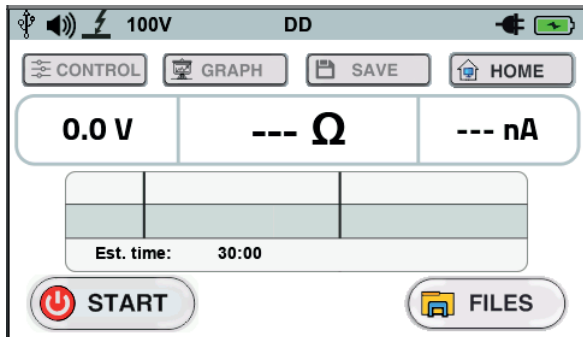 100V DD
CONTROL GRAPH SAVE HOME
0.0 V --- Ω --- nA
Est. time: 30:00
START FILES